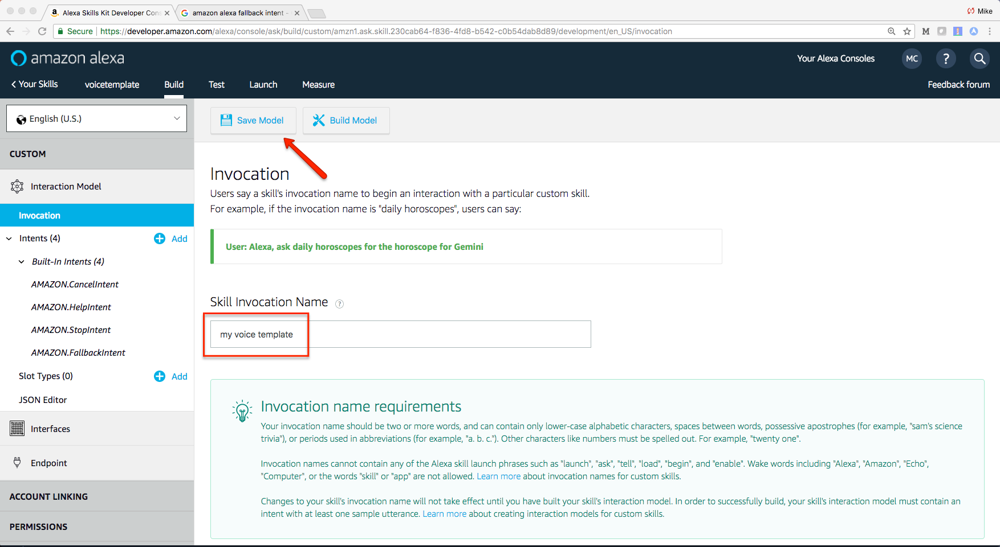 Alexa Skills Kit Developer Cons
amazon alexa fallback intent -
Mike
Secure
https://developer.amazon.com/alexa/console/ask/build/custom/amzn1.ask.skill.230cab64-f836-4fd8-b542-c0b54dab8d89/development/en_US/invocation
M
amazon alexa
Your Alexa Consoles
MC
?
Your Skills
voicetemplate
Build
Test
Launch
Measure
Feedback forum
English (U.S.)
Save Model
Build Model
CUSTOM
Interaction Model
Invocation
Intents (4)
Add
Built-In Intents (4)
AMAZON.CancelIntent
AMAZON.HelpIntent
AMAZON.StopIntent
AMAZON.FallbackIntent
Slot Types (0)
Add
JSON Editor
Interfaces
Endpoint
ACCOUNT LINKING
PERMISSIONS
Invocation
Users say a skill's invocation name to begin an interaction with a particular custom skill.
For example, if the invocation name is "daily horoscopes", users can say:
User: Alexa, ask daily horoscopes for the horoscope for Gemini
Skill Invocation Name ?
my voice template
Invocation name requirements
Your invocation name should be two or more words, and can contain only lower-case alphabetic characters, spaces between words, possessive apostrophes (for example, "sam's science
trivia"), or periods used in abbreviations (for example, "a. b. c."). Other characters like numbers must be spelled out. For example, "twenty one".
Invocation names cannot contain any of the Alexa skill launch phrases such as "launch", "ask", "tell", "load", "begin", and "enable". Wake words including "Alexa", "Amazon", "Echo",
"Computer", or the words "skill" or "app" are not allowed. Learn more about invocation names for custom skills.
Changes to your skill's invocation name will not take effect until you have built your skill's interaction model. In order to successfully build, your skill's interaction model must contain an
intent with at least one sample utterance. Learn more about creating interaction models for custom skills.